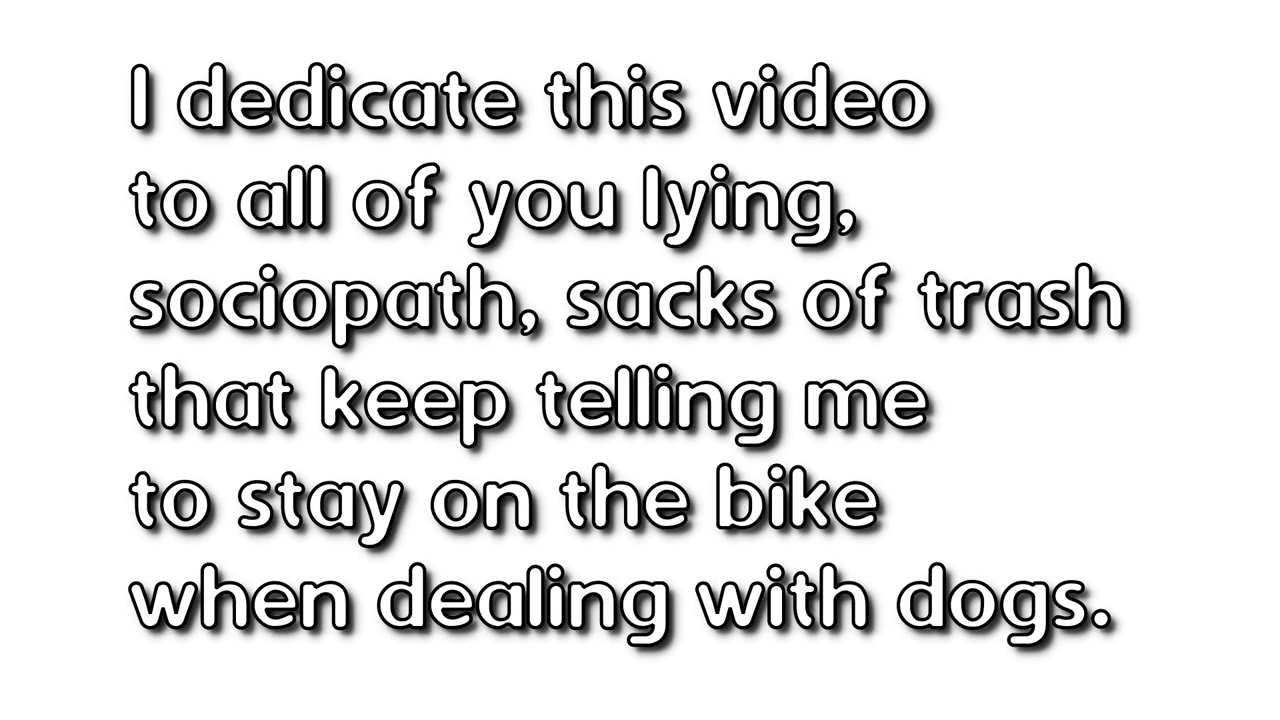 I dedicate this video
to all of you lying,
sociopath, sacks of trash
that keep telling me
to stay on the bike
when dealing with dogs.